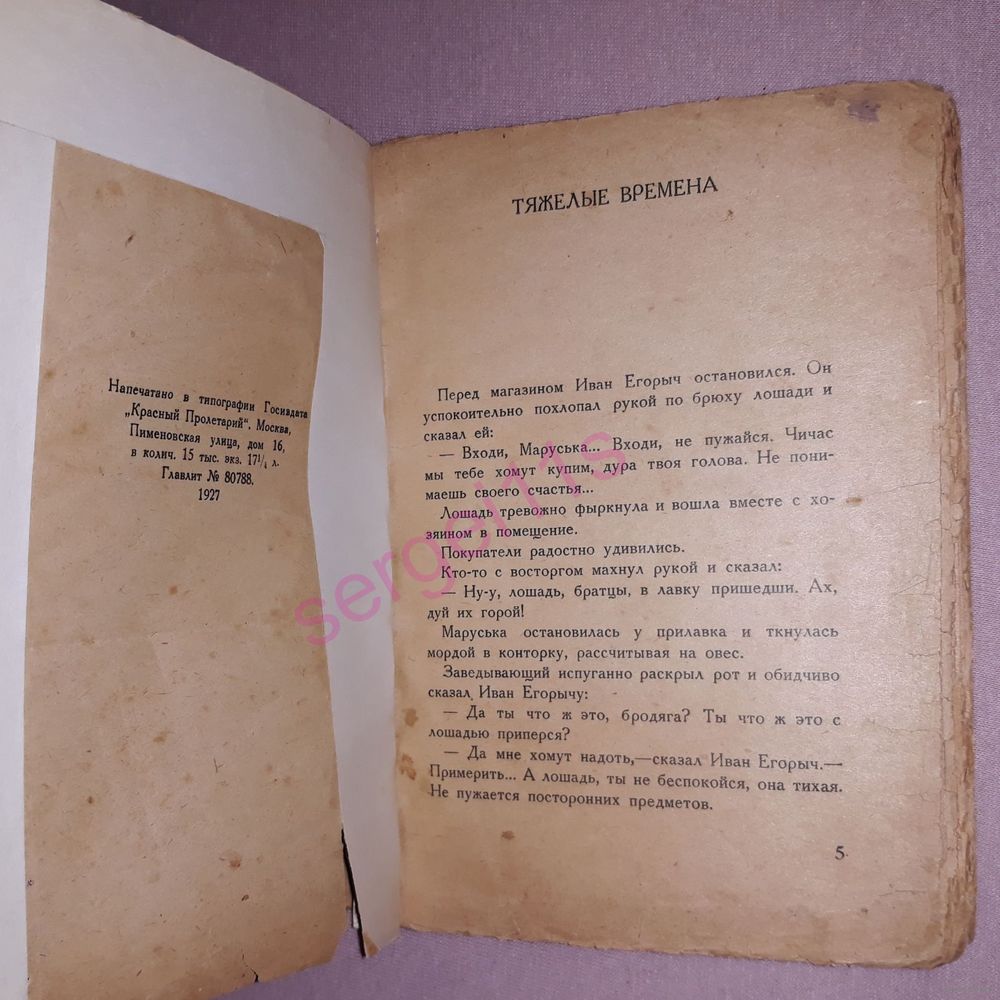 Напечатано в типографии Госиздата
„Красный Пролетарий“. Москва,
Пименовская улица, дом 16,
в колич. 15 тыс. экз. 17¼ л.
Главлит № 80788.
1927
ТЯЖЕЛЫЕ ВРЕМЕНА
Перед магазином Иван Егорыч остановился. Он
успокоительно похлопал рукой по брюху лошади и
сказал ей:
— Входи, Маруська... Входи, не пужайся. Чичас
мы тебе хомут купим, дура твоя голова. Не пони-
маешь своего счастья...
Лошадь тревожно фыркнула и вошла вместе с хо-
зяином в помещение.
Покупатели радостно удивились.
Кто-то с восторгом махнул рукой и сказал:
— Ну-у, лошадь, братцы, в лавку пришедши. Ах,
дуй их горой!
Маруська остановилась у прилавка и ткнулась
мордой в конторку, рассчитывая на овес.
Заведывающий испуганно раскрыл рот и обидчиво
сказал Иван Егорычу:
— Да ты что ж это, бродяга? Ты что ж это с
лошадью приперся?
— Да мне хомут надоть,—сказал Иван Егорыч.—
Примерить... А лошадь, ты не беспокойся, она тихая.
Не пужается посторонних предметов.
5
sergej11s